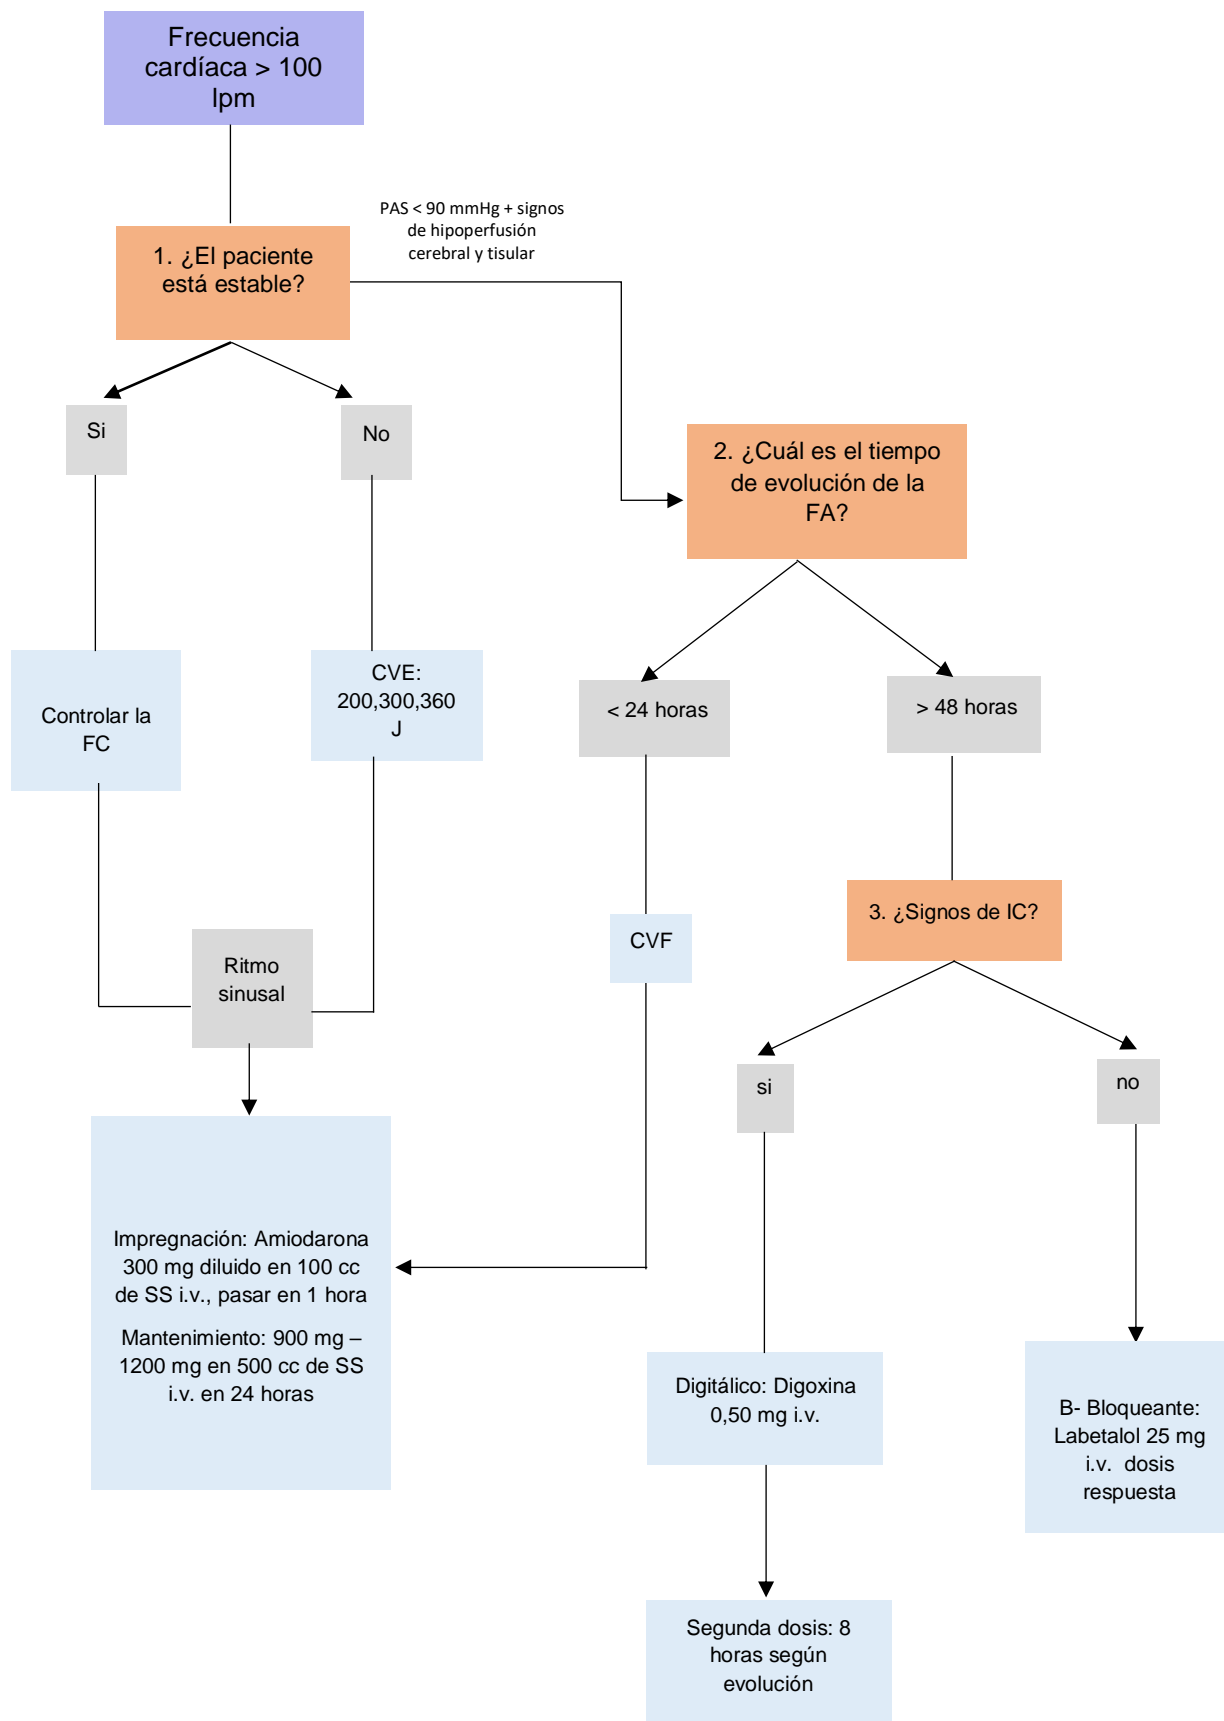 Frecuencia
cardíaca > 100
lpm
PAS < 90 mmHg + signos
de hipoperfusión
cerebral y tisular
1. ¿El paciente
está estable?
Si
No
2. ¿Cuál es el tiempo
de evolución de la
FA?
Controlar la
FC
CVE:
200,300,360
J
< 24 horas
> 48 horas
3. ¿Signos de IC?
CVF
Ritmo
sinusal
si
no
Impregnación: Amiodarona
300 mg diluido en 100 cc
de SS i.v., pasar en 1 hora
Mantenimiento: 900 mg –
1200 mg en 500 cc de SS
i.v. en 24 horas
Digitálico: Digoxina
0,50 mg i.v.
B- Bloqueante:
Labetalol 25 mg
i.v. dosis
respuesta
Segunda dosis: 8
horas según
evolución